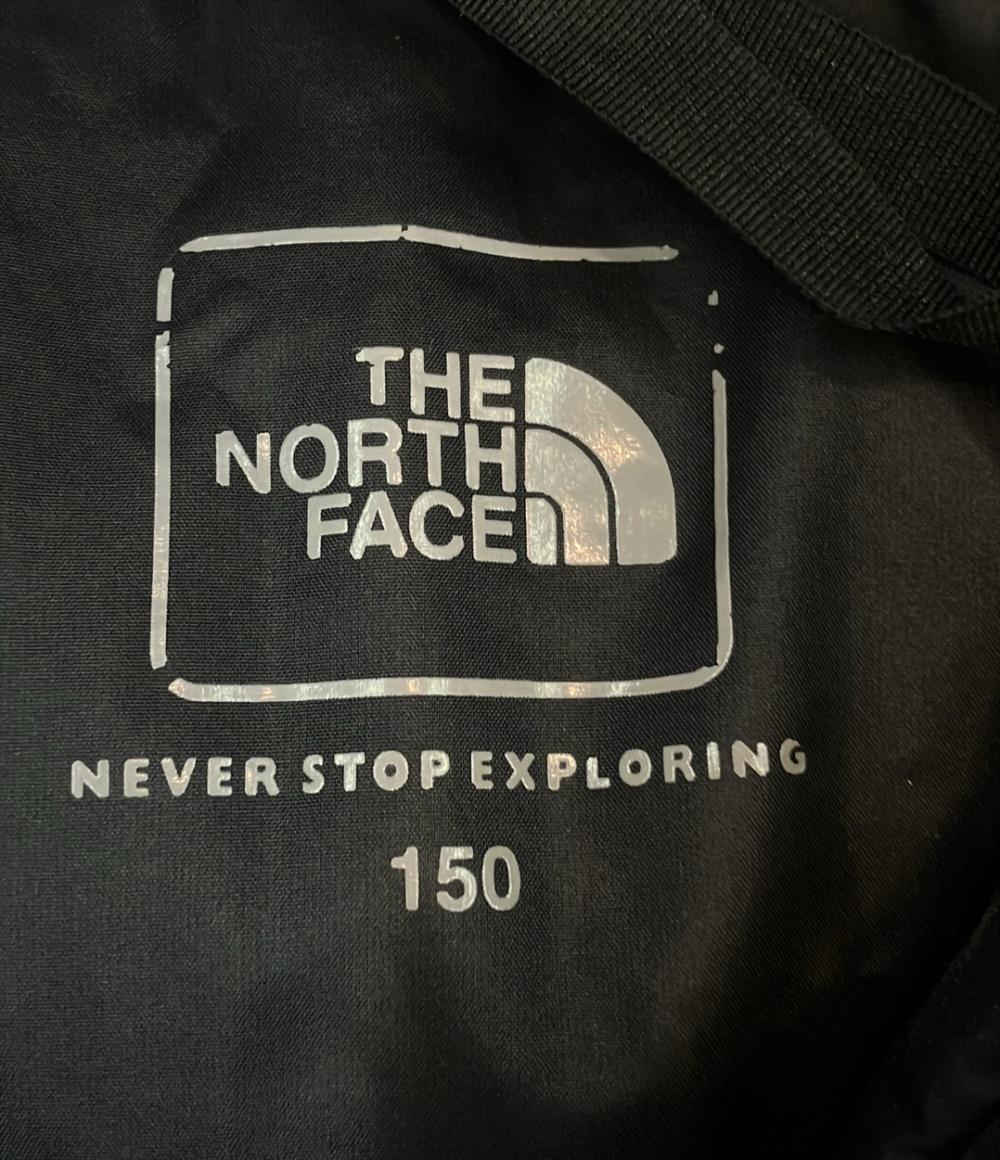 THE
NORTH
FACE
NEVER STOP EXPLORING
150